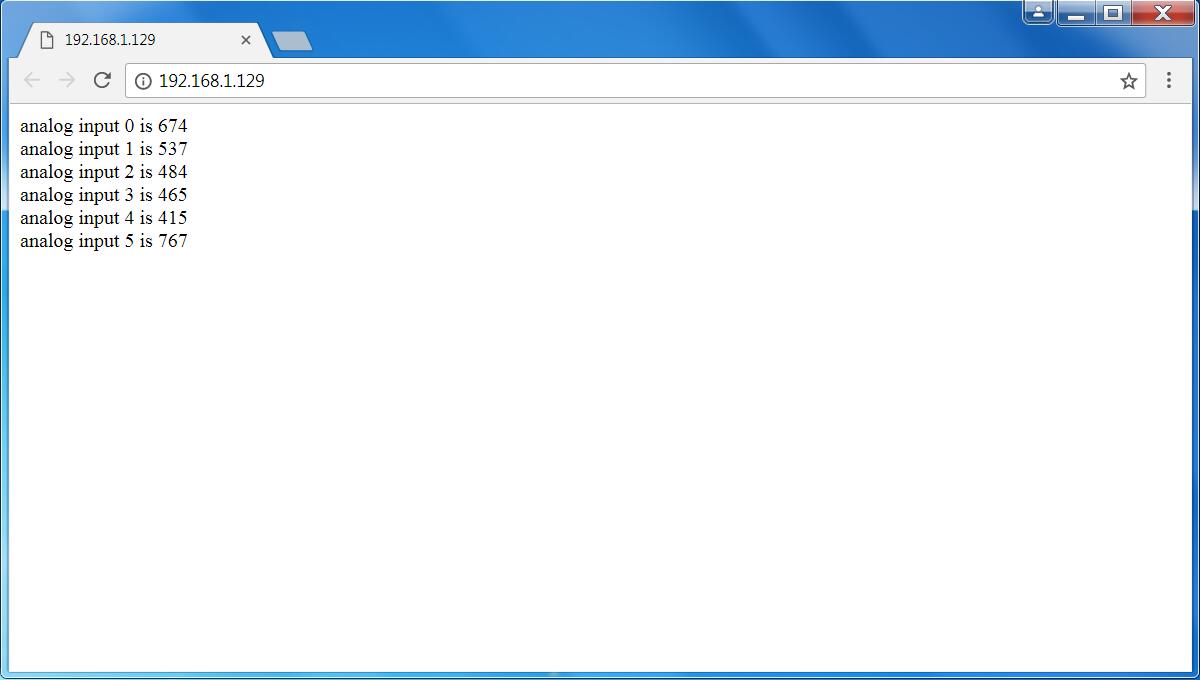 192.168.1.129
192.168.1.129
analog input 0 is 674
analog input 1 is 537
analog input 2 is 484
analog input 3 is 465
analog input 4 is 415
analog input 5 is 767